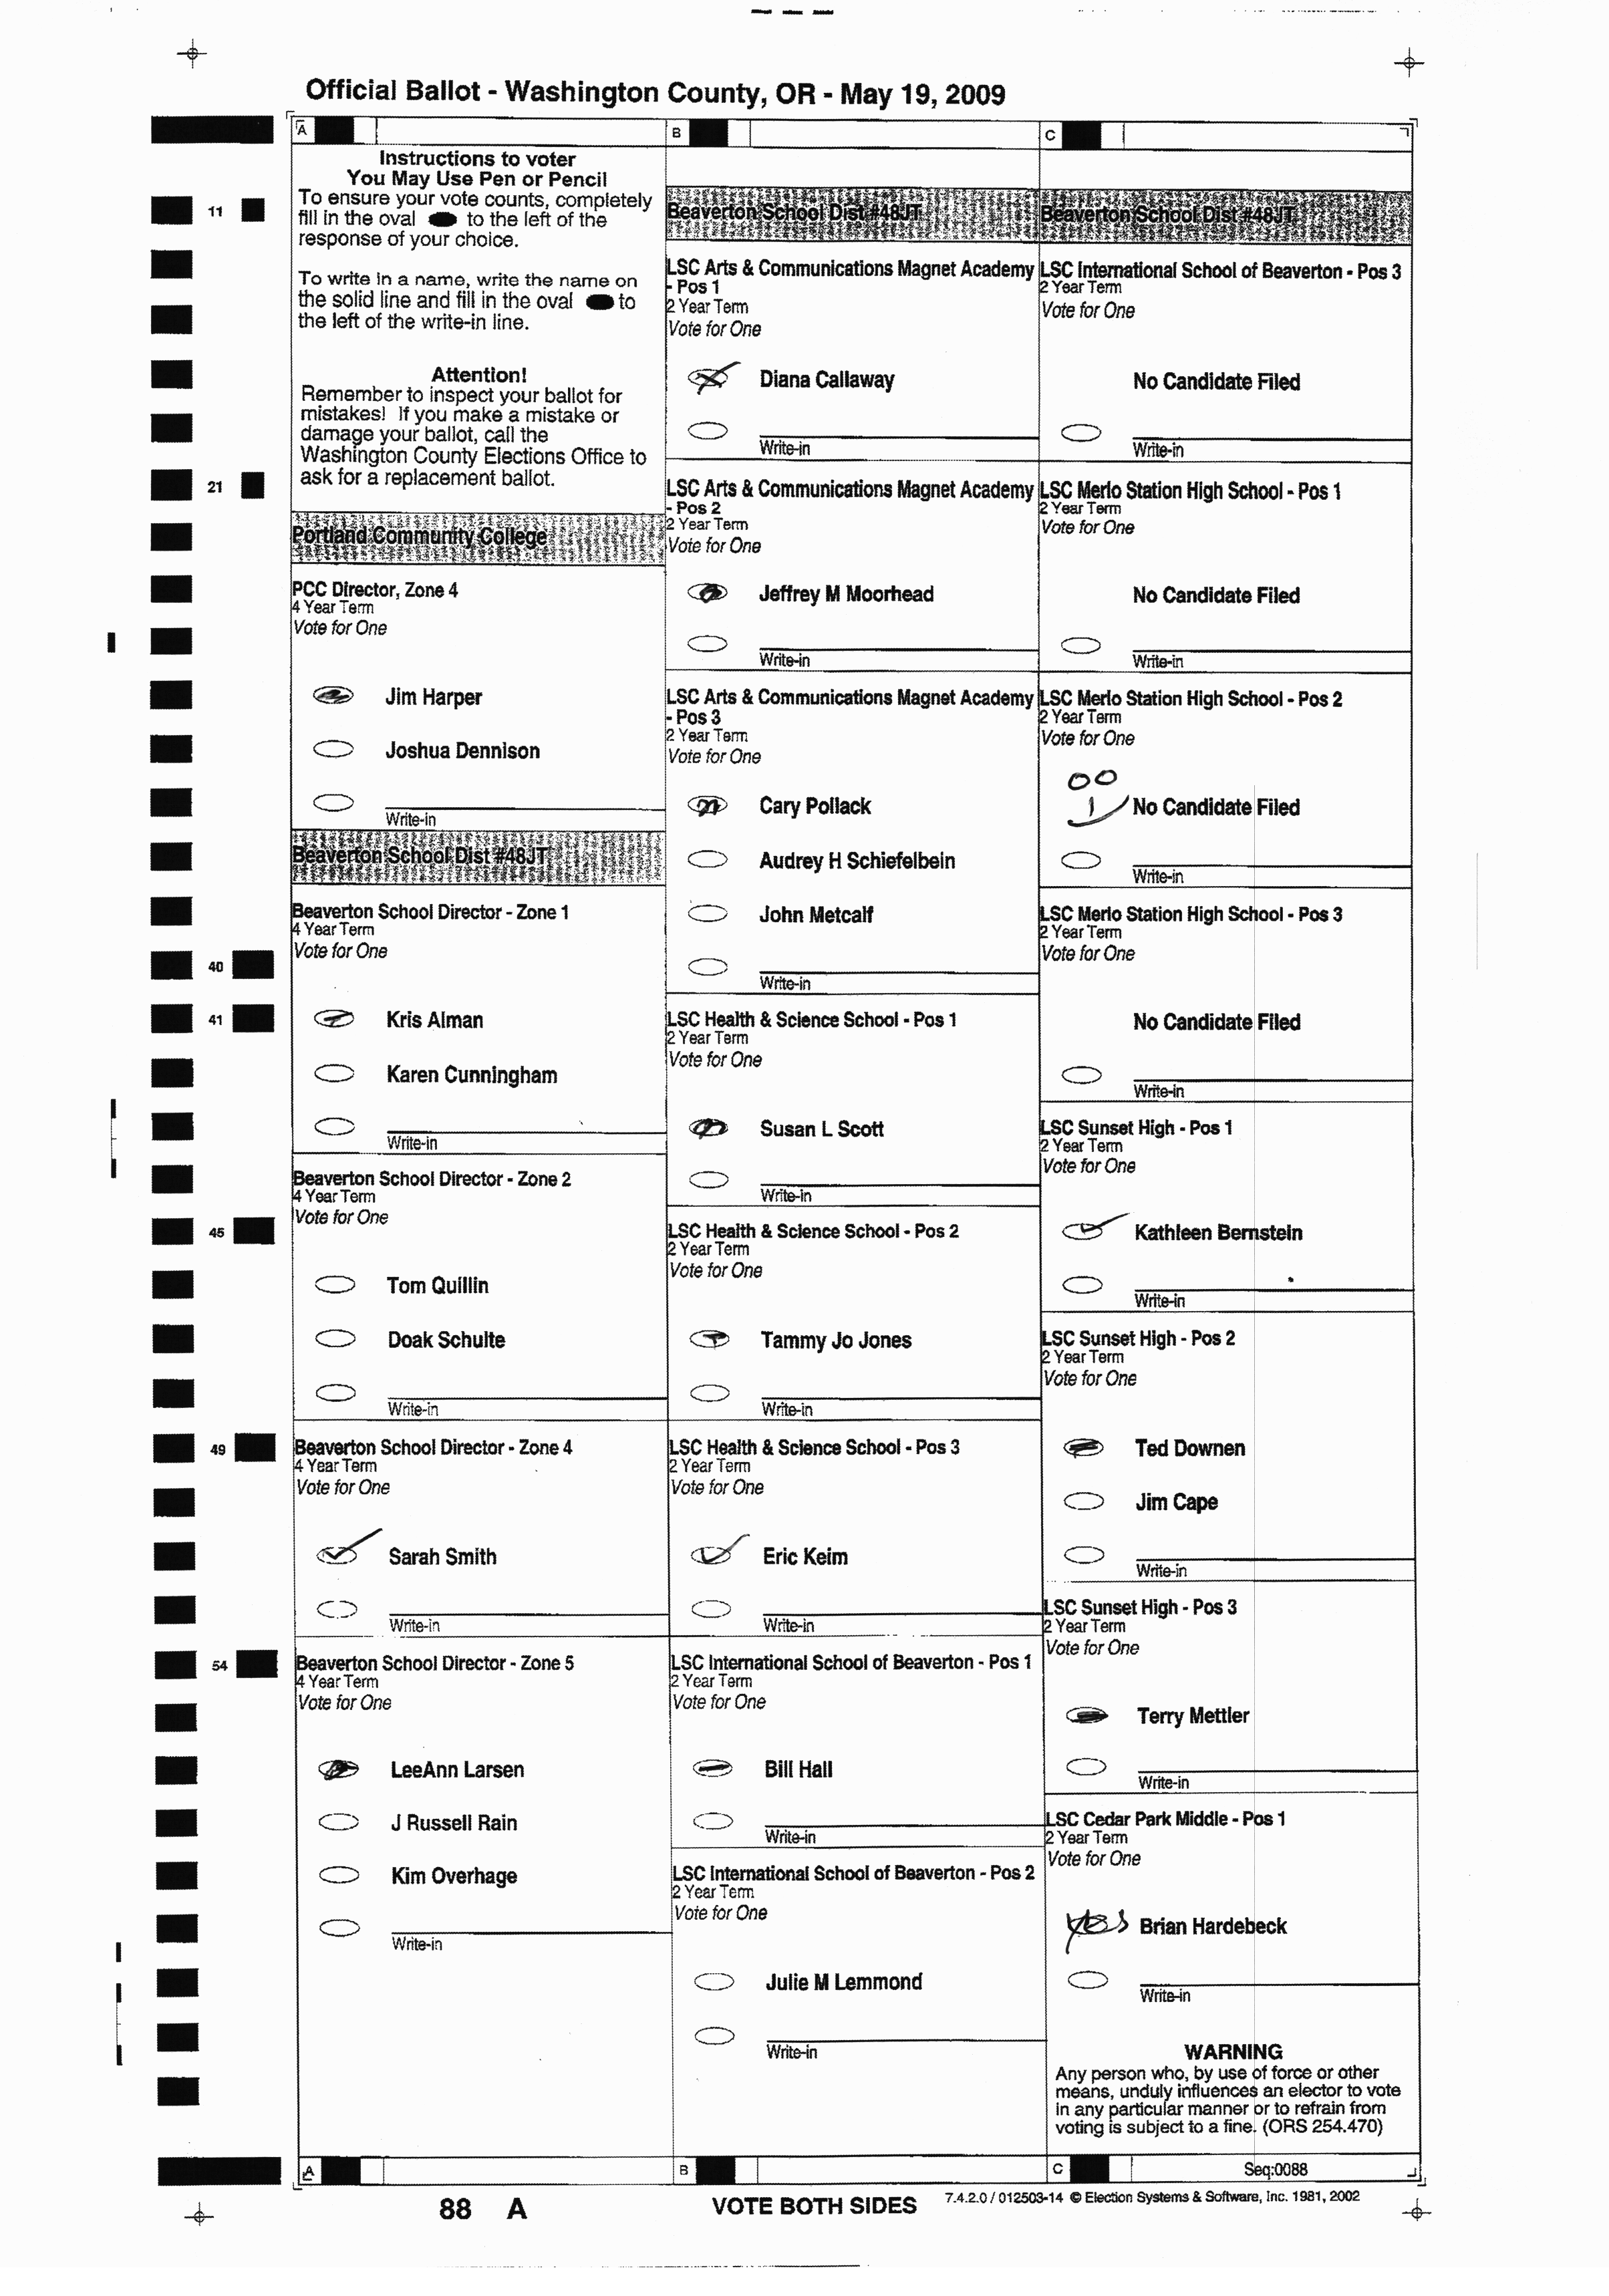 Official Ballot - Washington County, OR - May 19, 2009
A
Instructions to voter
You May Use Pen or Pencil
To ensure your vote counts, completely
fill in the oval to the left of the
response of your choice.
To write in a name, write the name on
the solid line and fill in the oval to
the left of the write-in line.
Attention!
Remember to inspect your ballot for
mistakes! If you make a mistake or
damage your ballot, call the
Washington County Elections Office to
ask for a replacement ballot.
11
21
Portland Community College
PCC Director, Zone 4
4 Year Term
Vote for One
Jim Harper
Joshua Dennison
Write-in
Beaverton School Dist #48JT
Beaverton School Director - Zone 1
4 Year Term
Vote for One
40
41
Kris Alman
Karen Cunningham
Write-in
Beaverton School Director - Zone 2
4 Year Term
Vote for One
45
Tom Quillin
Doak Schulte
Write-in
49
Beaverton School Director - Zone 4
4 Year Term
Vote for One
Sarah Smith
Write-in
54
Beaverton School Director - Zone 5
4 Year Term
Vote for One
LeeAnn Larsen
J Russell Rain
Kim Overhage
Write-in
A
B
Beaverton School Dist #48JT
LSC Arts & Communications Magnet Academy
- Pos 1
2 Year Term
Vote for One
Diana Callaway
Write-in
LSC Arts & Communications Magnet Academy
- Pos 2
2 Year Term
Vote for One
Jeffrey M Moorhead
Write-in
LSC Arts & Communications Magnet Academy
- Pos 3
2 Year Term
Vote for One
Cary Pollack
Audrey H Schiefelbein
John Metcalf
Write-in
LSC Health & Science School - Pos 1
2 Year Term
Vote for One
Susan L Scott
Write-in
LSC Health & Science School - Pos 2
2 Year Term
Vote for One
Tammy Jo Jones
Write-in
LSC Health & Science School - Pos 3
2 Year Term
Vote for One
Eric Keim
Write-in
LSC International School of Beaverton - Pos 1
2 Year Term
Vote for One
Bill Hall
Write-in
LSC International School of Beaverton - Pos 2
2 Year Term
Vote for One
Julie M Lemmond
Write-in
B
C
Beaverton School Dist #48JT
LSC International School of Beaverton - Pos 3
2 Year Term
Vote for One
No Candidate Filed
Write-in
LSC Merlo Station High School - Pos 1
2 Year Term
Vote for One
No Candidate Filed
Write-in
LSC Merlo Station High School - Pos 2
2 Year Term
Vote for One
No Candidate Filed
Write-in
LSC Merlo Station High School - Pos 3
2 Year Term
Vote for One
No Candidate Filed
Write-in
LSC Sunset High - Pos 1
2 Year Term
Vote for One
Kathleen Bernstein
Write-in
LSC Sunset High - Pos 2
2 Year Term
Vote for One
Ted Downen
Jim Cape
Write-in
LSC Sunset High - Pos 3
2 Year Term
Vote for One
Terry Mettler
Write-in
LSC Cedar Park Middle - Pos 1
2 Year Term
Vote for One
yes Brian Hardebeck
Write-in
WARNING
Any person who, by use of force or other
means, unduly influences an elector to vote
in any particular manner or to refrain from
voting is subject to a fine. (ORS 254.470)
C
Seq:0088
88 A
VOTE BOTH SIDES
7.4.2.0 / 012503-14 © Election Systems & Software, Inc. 1981, 2002